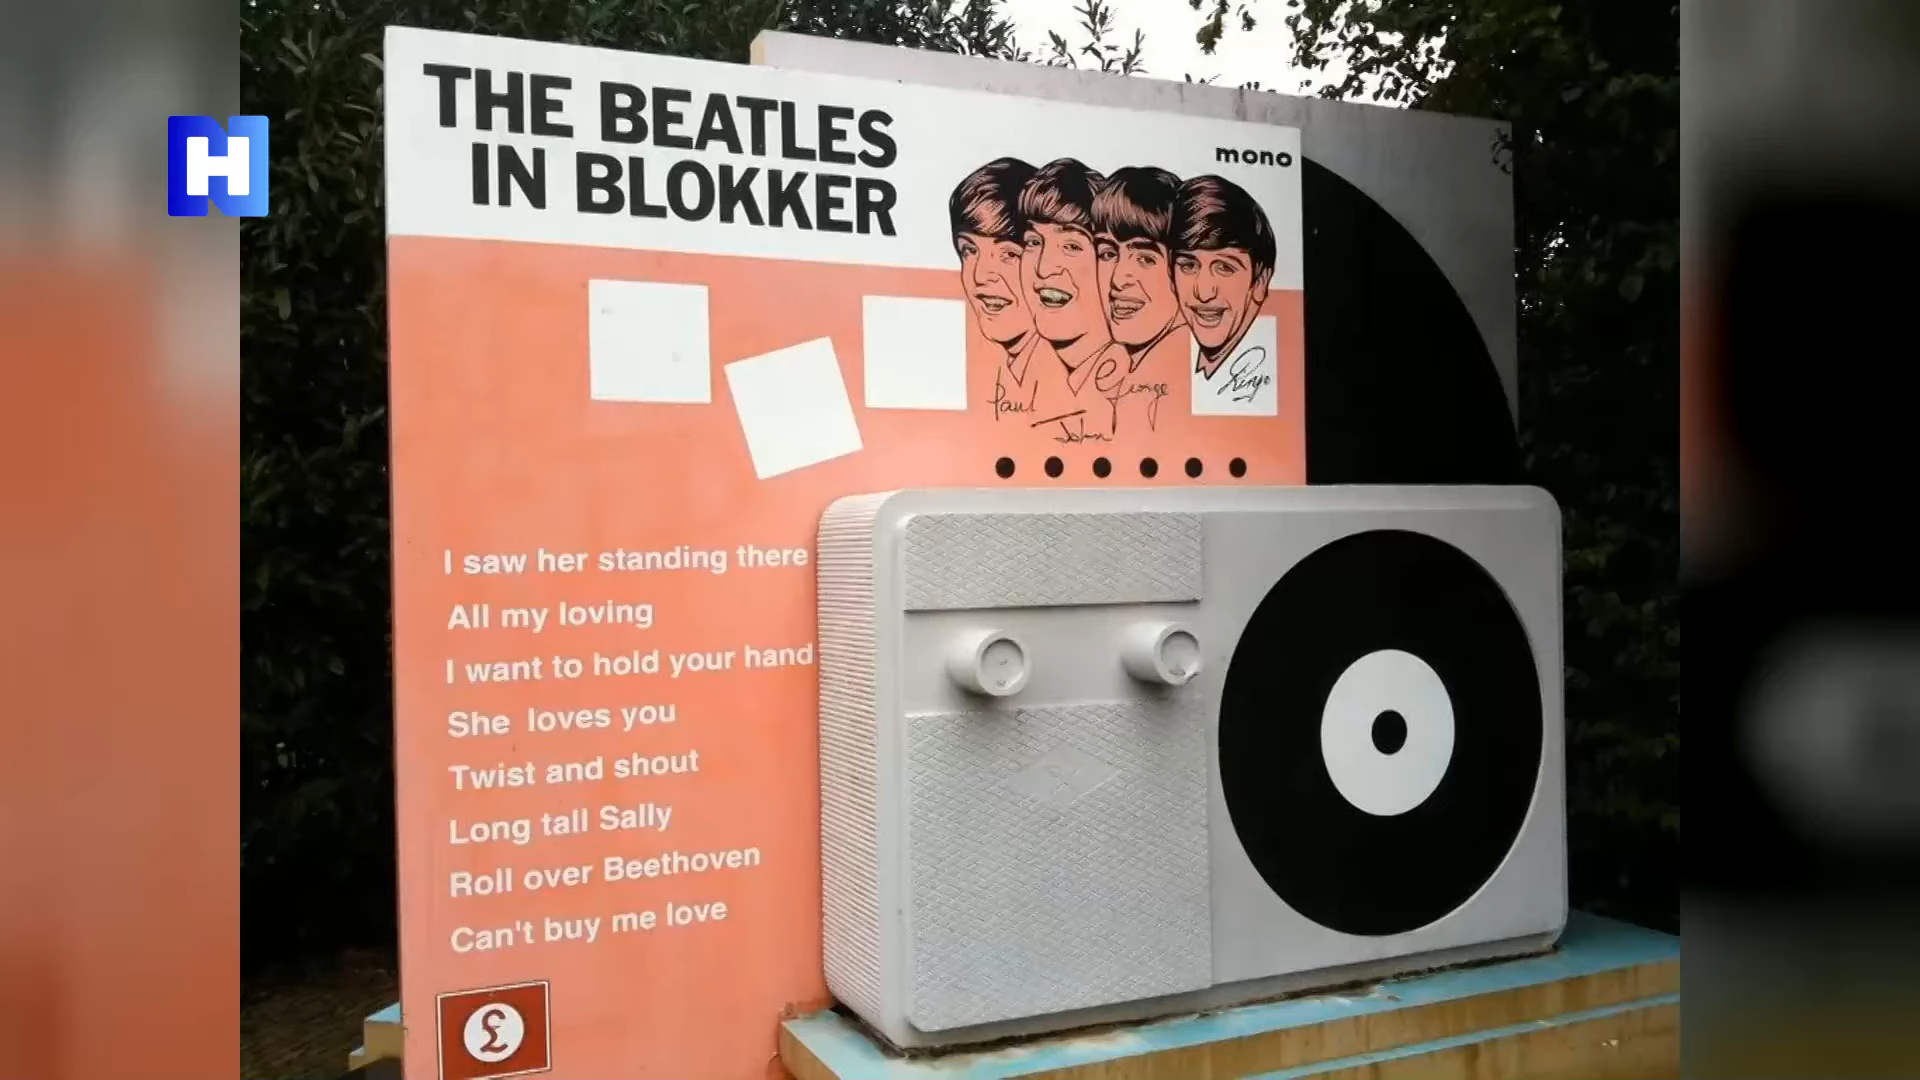 THE BEATLES
IN BLOKKER
mono
NH
Paul
George
Ringo
John
I saw her standing there
All my loving
I want to hold your hand
She loves you
Twist and shout
Long tall Sally
Roll over Beethoven
Can't buy me love
£